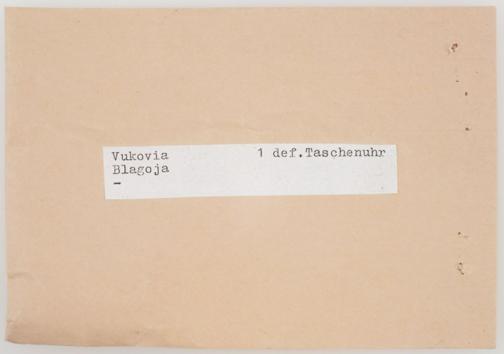 Vukovia 1 def.Taschenuhr
Blagoja
-